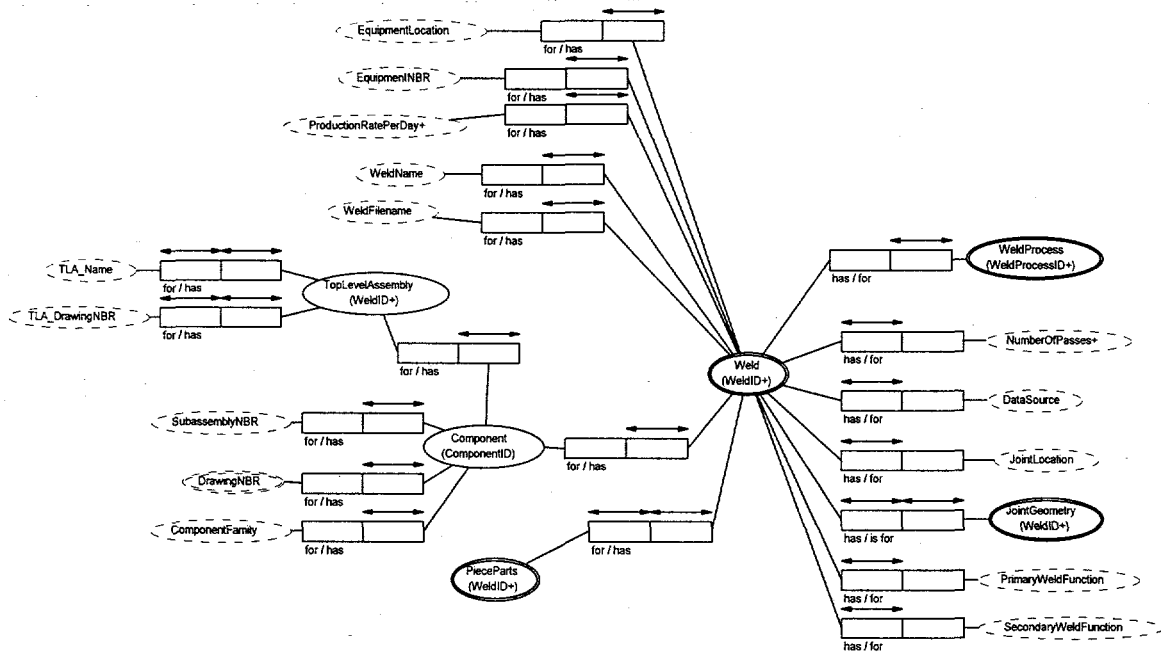 EquipmentLocation
for / has
EquipmenINBR
for / has
ProductionRatePerDay+
for / has
WeldName
for / has
WeldFilename
for / has
TLA_Name
for / has
TLA_DrawingNBR
for / has
TopLevelAssembly
(WeldID+)
for / has
WeldProcess
(WeldProcessID+)
has / for
Weld
(WeldID+)
NumberOfPasses+
has / for
DataSource
has / for
SubassemblyNBR
for / has
Component
(ComponentID)
for / has
JointLocation
has / for
DrawingNBR
for / has
JointGeometry
(WeldID+)
has / is for
ComponentFamity
for / has
for / has
PieceParts
(WeldID+)
PrimaryWeldFunction
has / for
SecondaryWeldFunction
has / for